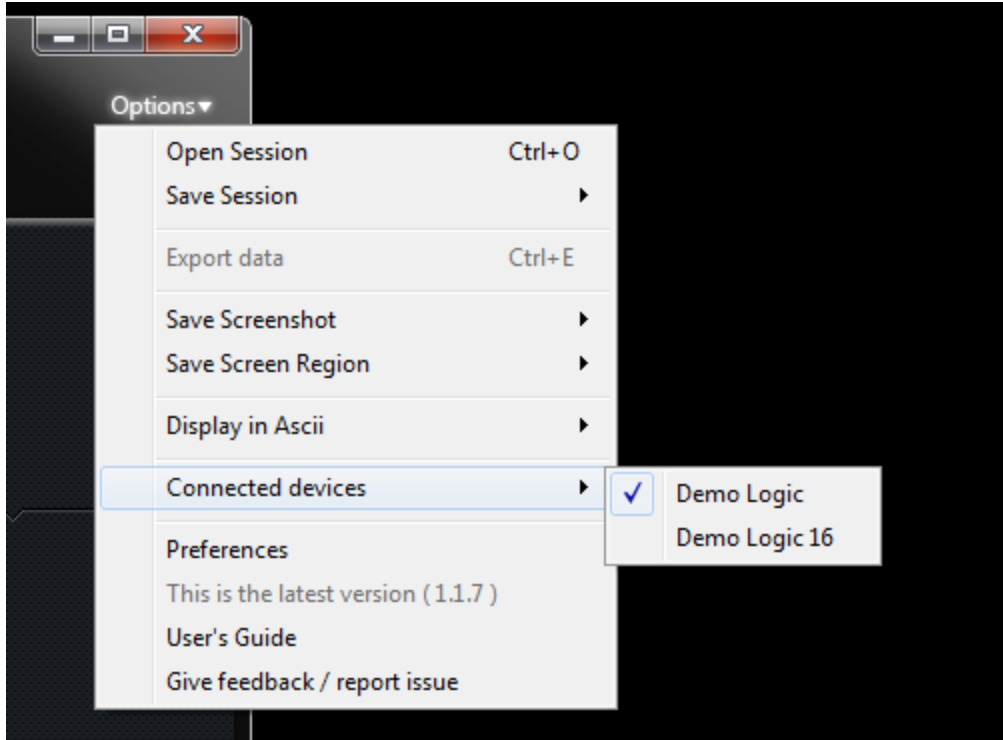 Options▼
Open Session Ctrl+O
Save Session
Export data Ctrl+E
Save Screenshot
Save Screen Region
Display in Ascii
Connected devices
Demo Logic
Demo Logic 16
Preferences
This is the latest version ( 1.1.7 )
User's Guide
Give feedback / report issue